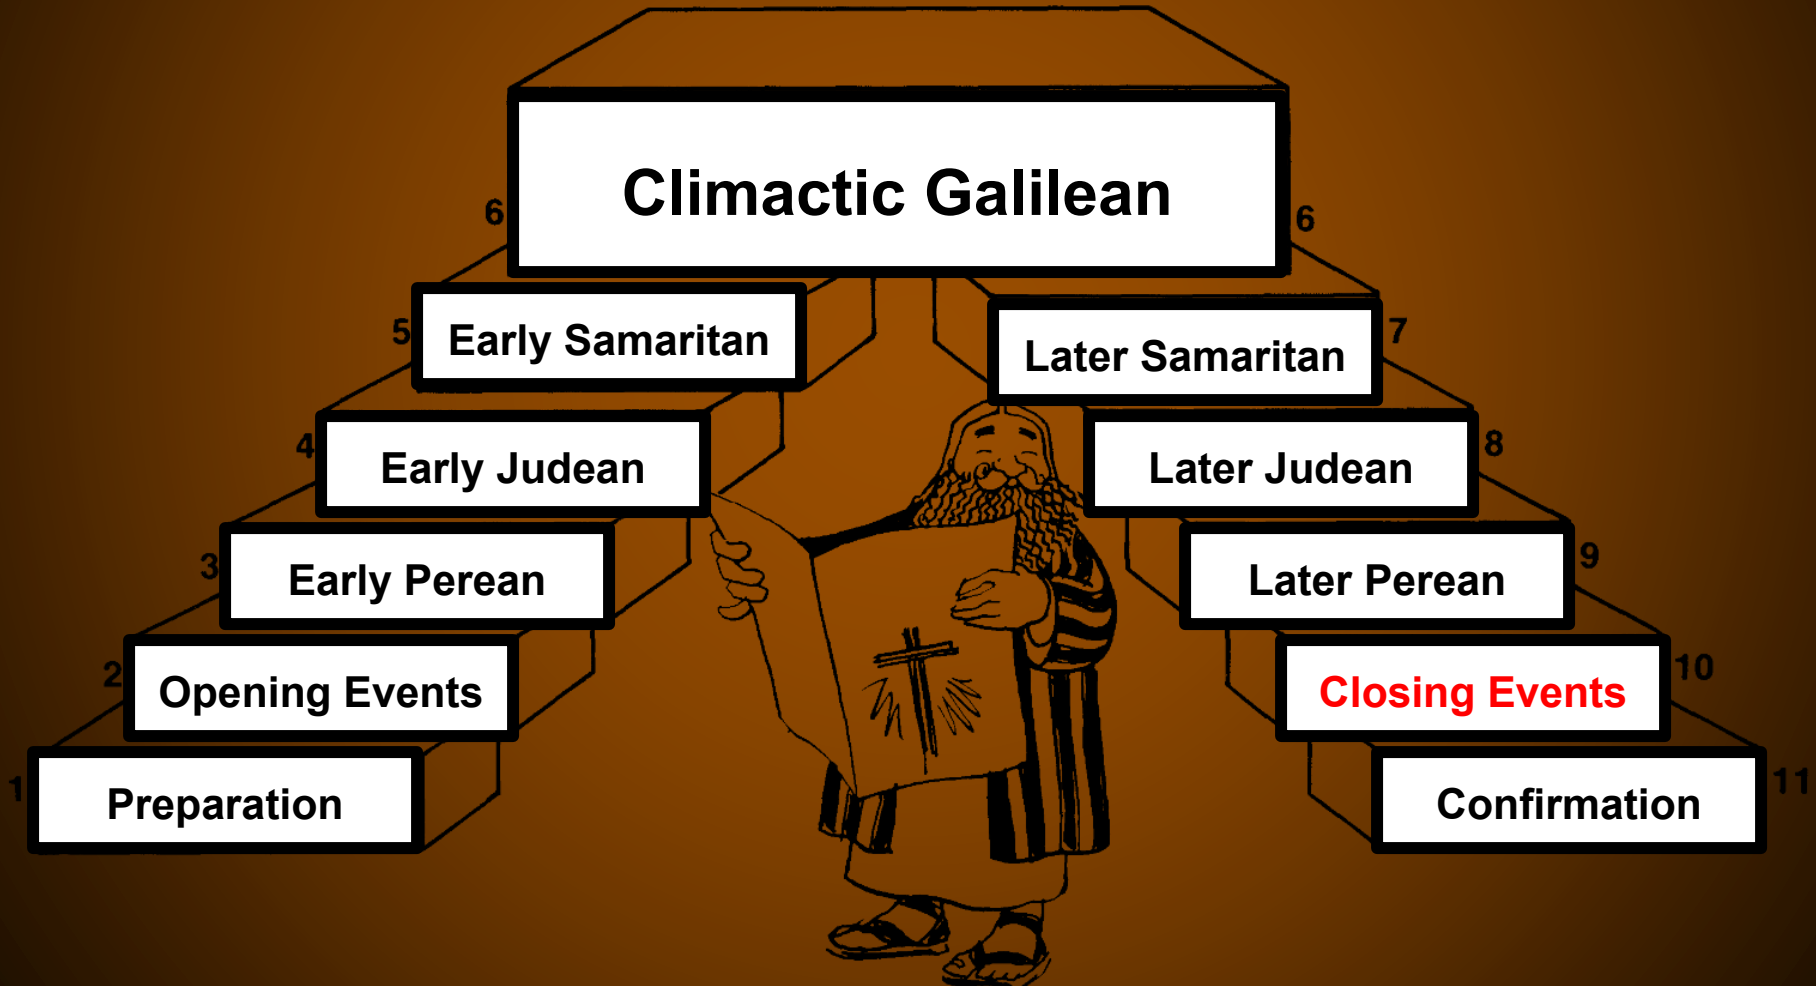 Climactic Galilean
6
6
5
Early Samaritan
Later Samaritan
7
4
Early Judean
Later Judean
8
3
Early Perean
Later Perean
9
2
Opening Events
Closing Events
10
1
Preparation
Confirmation
11